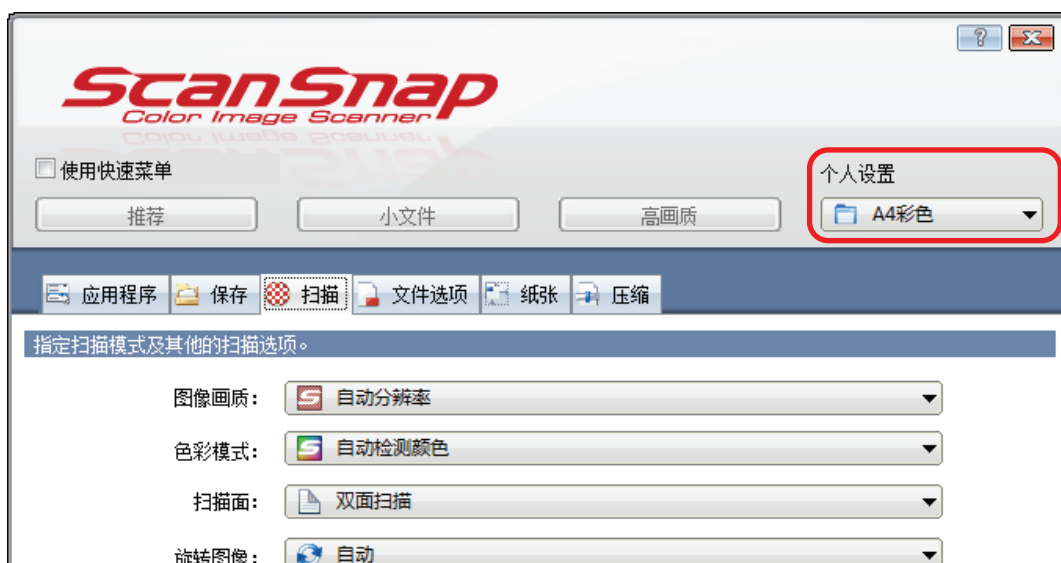 ?
ScanSnap
Color Image Scanner
使用快速菜单
个人设置
推荐 小文件 高画质 A4彩色
应用程序 保存 扫描 文件选项 纸张 压缩
指定扫描模式及其他的扫描选项。
图像画质: 自动分辨率
色彩模式: 自动检测颜色
扫描面: 双面扫描
旋转图像: 自动